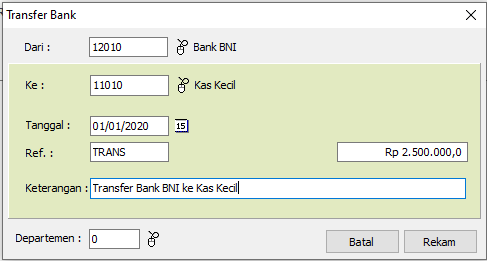 Transfer Bank
Dari : 12010 Bank BNI
Ke : 11010 Kas Kecil
Tanggal : 01/01/2020 15
Ref. : TRANS Rp 2.500.000,0
Keterangan : Transfer Bank BNI ke Kas Kecil
Departemen : 0 Batal Rekam